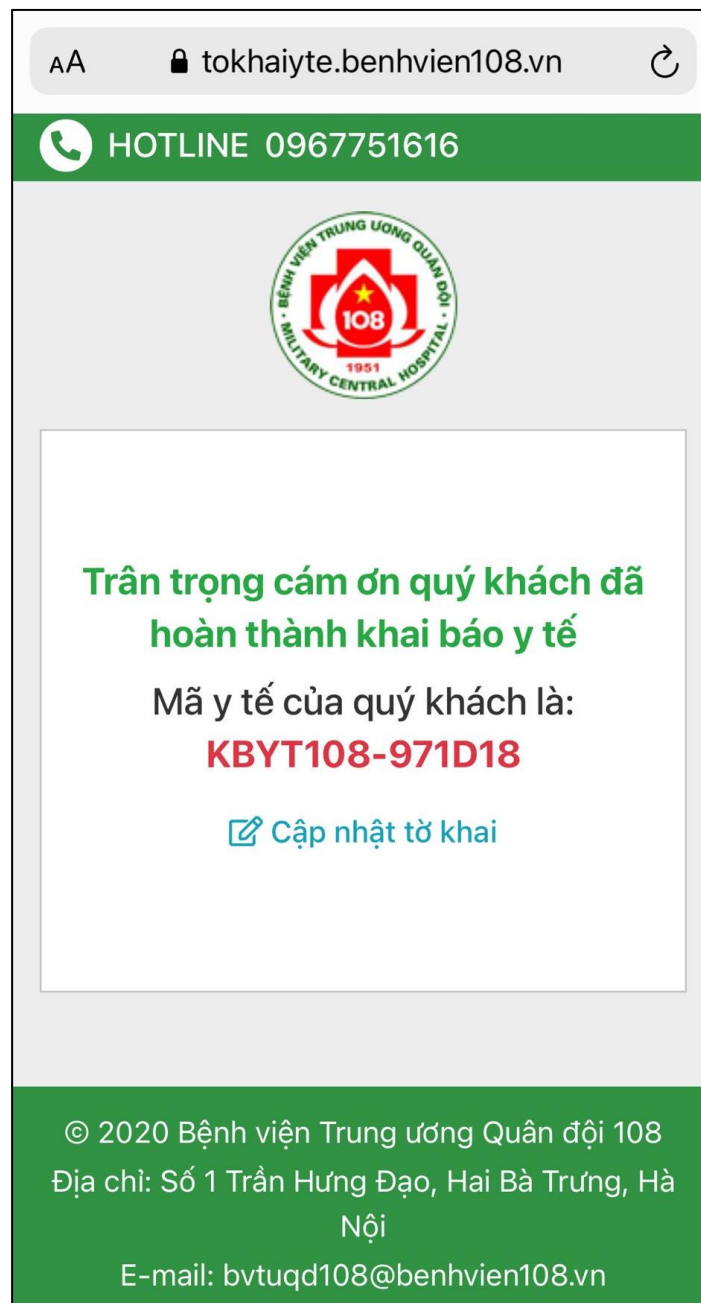 AA tokhaiyte.benhvien108.vn
HOTLINE 0967751616
BỆNH VIỆN TRUNG ƯƠNG QUÂN ĐỘI
108
1951
MILITARY CENTRAL HOSPITAL
Trân trọng cám ơn quý khách đã
hoàn thành khai báo y tế
Mã y tế của quý khách là:
KBYT108-971D18
Cập nhật tờ khai
© 2020 Bệnh viện Trung ương Quân đội 108
Địa chỉ: Số 1 Trần Hưng Đạo, Hai Bà Trưng, Hà
Nội
E-mail: bvtuqd108@benhvien108.vn